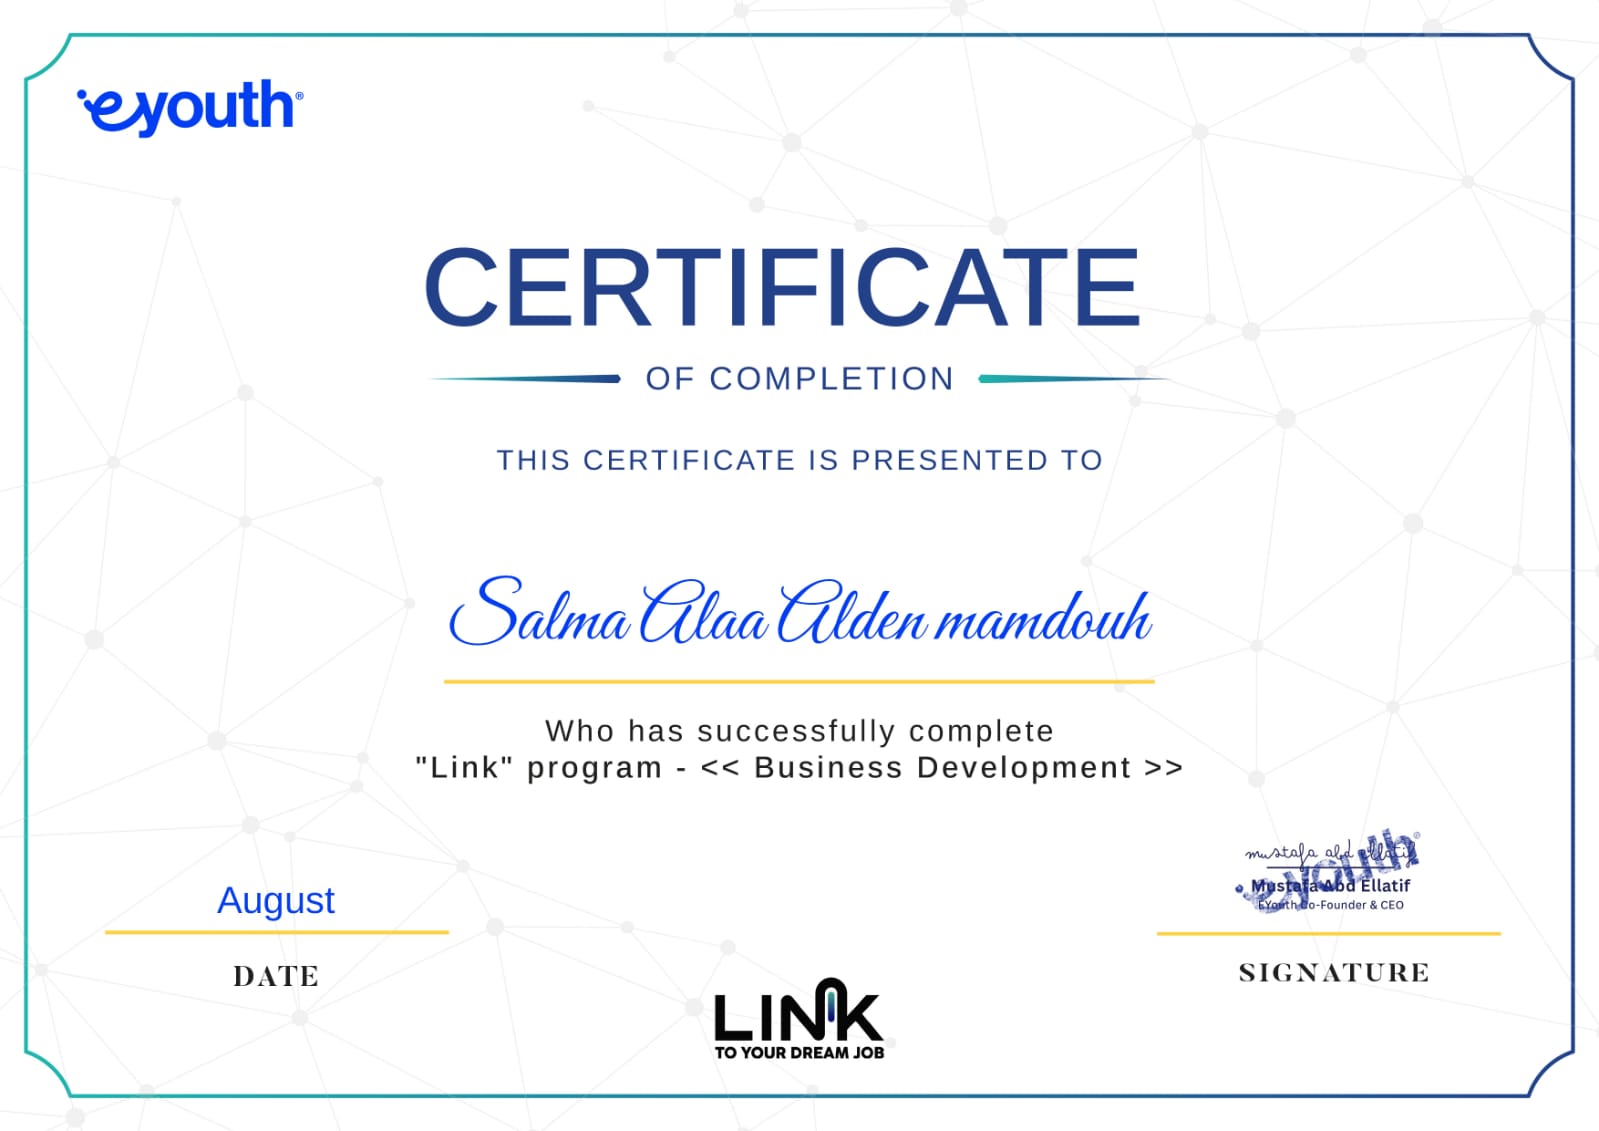 eyouth®
CERTIFICATE
OF COMPLETION
THIS CERTIFICATE IS PRESENTED TO
Salma Alaa Alden mamdouh
Who has successfully complete
"Link" program - << Business Development >>
August
DATE
mustafa abd ellatif
eyouth®
Mustafa Abd Ellatif
EYouth Co-Founder & CEO
SIGNATURE
LINK
TO YOUR DREAM JOB